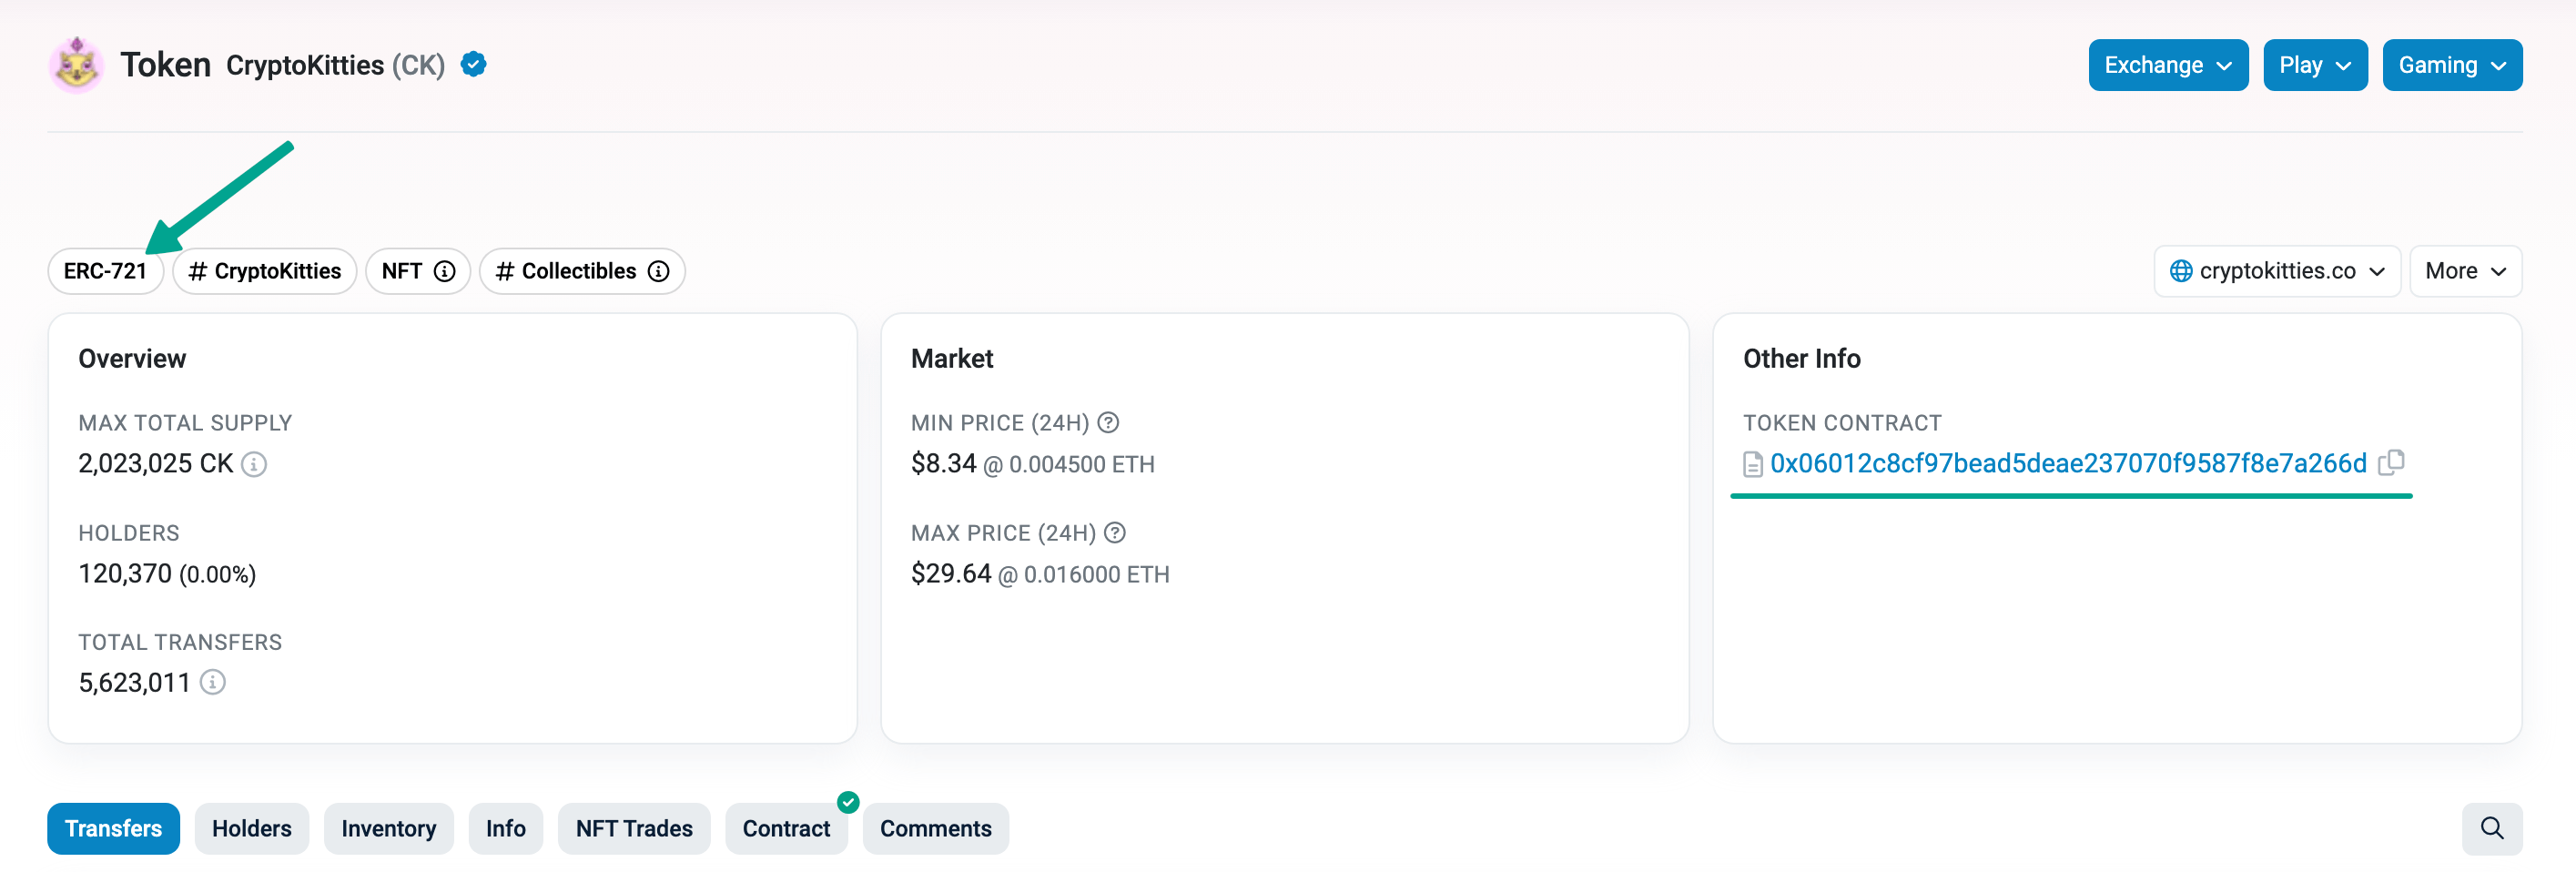 Token CryptoKitties (CK)
Exchange Play Gaming
ERC-721 # CryptoKitties NFT # Collectibles
cryptokitties.co More
Overview
MAX TOTAL SUPPLY
2,023,025 CK
HOLDERS
120,370 (0.00%)
TOTAL TRANSFERS
5,623,011
Market
MIN PRICE (24H)
$8.34 @ 0.004500 ETH
MAX PRICE (24H)
$29.64 @ 0.016000 ETH
Other Info
TOKEN CONTRACT
0x06012c8cf97bead5deae237070f9587f8e7a266d
Transfers Holders Inventory Info NFT Trades Contract Comments